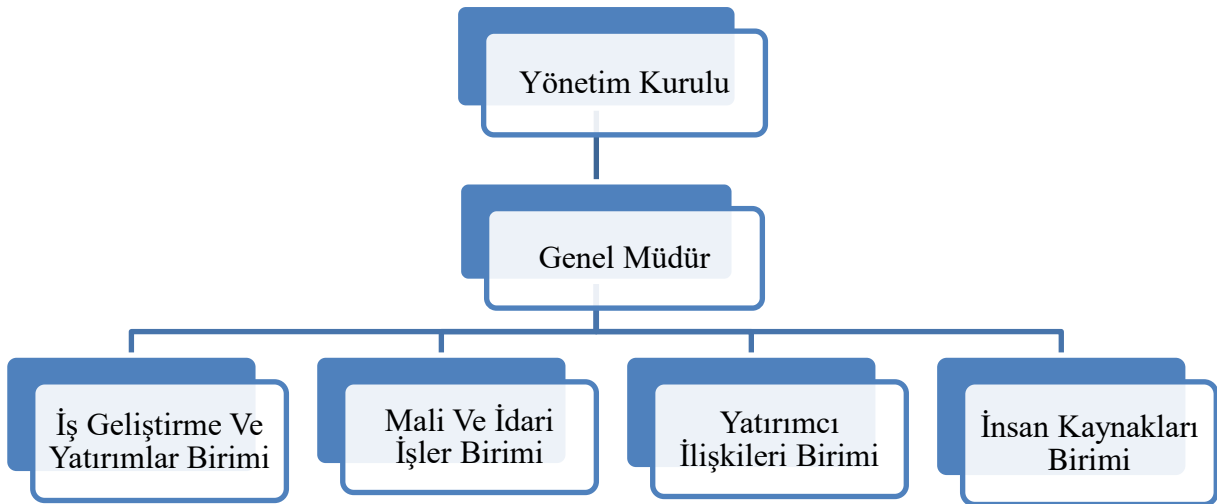 Yönetim Kurulu
Genel Müdür
İş Geliştirme Ve
Yatırımlar Birimi
Mali Ve İdari
İşler Birimi
Yatırımcı
İlişkileri Birimi
İnsan Kaynakları
Birimi